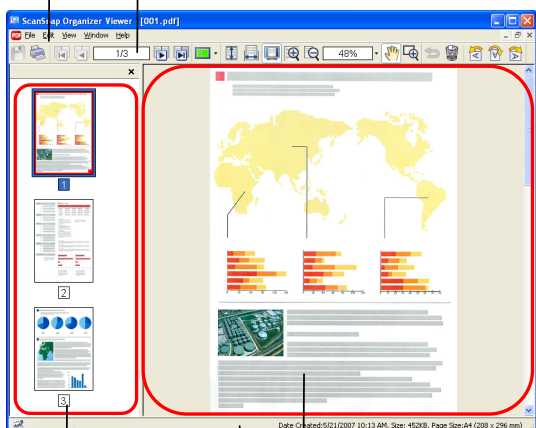 ScanSnap Organizer Viewer - [001.pdf]
File Edit View Window Help
1/3
48%
1
2
3
Date Created:5/21/2007 10:13 AM, Size: 452KB, Page Size:A4 (208 x 296 mm)